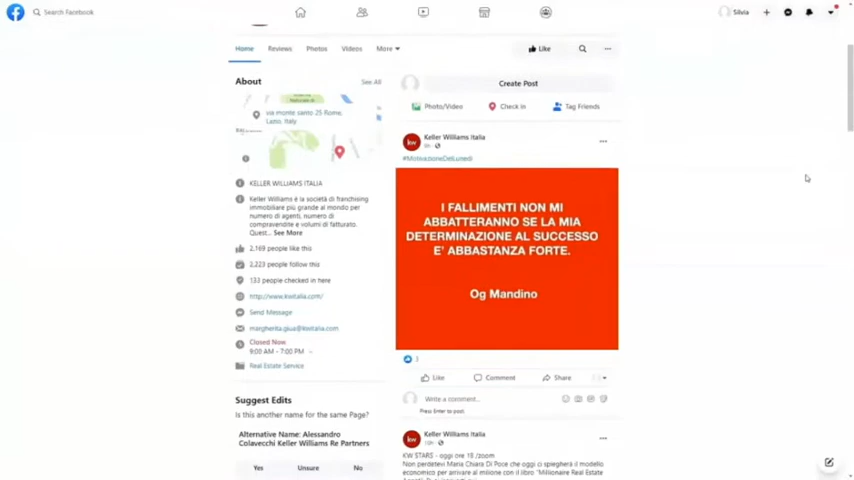 Search Facebook
Silvia
Home
Reviews
Photos
Videos
More
Like
About
See All
via monte santo 25 Rome,
Lazio, Italy
KELLER WILLIAMS ITALIA
Keller Williams è la società di franchising
immobiliare più grande al mondo per
numero di agenti, numero di
compravendite e volumi di fatturato.
Quest... See More
2,169 people like this
2,223 people follow this
133 people checked in here
http://www.kwitalia.com/
Send Message
margherita.gius@kwitalia.com
Closed Now
9:00 AM - 7:00 PM
Real Estate Service
Suggest Edits
Is this another name for the same Page?
Alternative Name: Alessandro
Colavecchi Keller Williams Re Partners
Yes
Unsure
No
Create Post
Photo/Video
Check in
Tag Friends
Keller Williams Italia
#MotivazioneDelLunedì
I FALLIMENTI NON MI
ABBATTERANNO SE LA MIA
DETERMINAZIONE AL SUCCESSO
E' ABBASTANZA FORTE.
Og Mandino
Like
Comment
Share
Write a comment...
Press Enter to post.
kw
Keller Williams Italia
KW STARS - oggi ore 18 /zoom
Non perdetevi Maria Chiara Di Poce che oggi ci spiegherà il modello
economico per arrivare al milione con il libro "Millionaire Real Estate